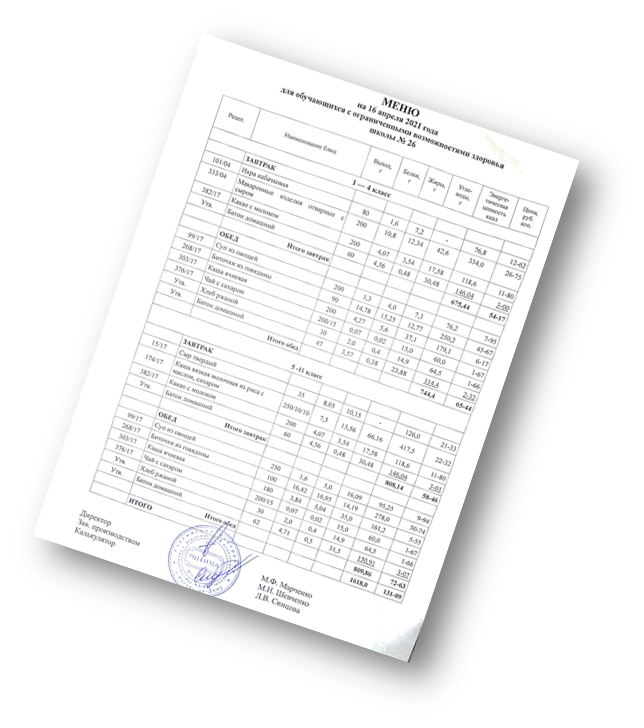 МЕНЮ
на 16 апреля 2021 года
для обучающихся с ограниченными возможностями здоровья
школы № 26
Рецеп. Наименование блюд Выход, г Белки, г Жиры, г Угле-воды, г Энерге-тическая ценность ккал Цена, руб. коп.
ЗАВТРАК
1 — 4 класс
101/04 Икра кабачковая 80 1,6 7,2 - 76,8 12-62
333/04 Макаронные изделия отварные с сыром 200 10,8 12,34 42,6 334,0 26-75
382/17 Какао с молоком 200 4,07 3,54 17,58 118,6 11-80
Утв. Батон домашний 60 4,56 0,48 30,48 146,04 3-00
Итого завтрак 675,44 54-17
ОБЕД
99/17 Суп из овощей 200 1,3 4,0 7,3 76,2 7-95
268/17 Биточки из говядины 90 14,78 15,25 12,77 250,2 45-67
303/17 Каша ячневая 200 4,27 5,6 37,1 179,1 6-17
376/17 Чай с сахаром 200/15 0,07 0,02 15,0 60,0 1-67
Утв. Хлеб ржаной 30 2,0 0,4 14,9 64,5 1-66
Утв. Батон домашний 47 3,57 0,38 23,88 114,4 2-32
Итого обед 744,4 65-44
5 -11 класс
ЗАВТРАК
15/17 Сыр твердый 35 8,05 10,15 - 126,0 21-33
174/17 Каша вязкая молочная из риса с маслом, сахаром 250/10/10 7,5 13,56 66,16 417,5 22-32
382/17 Какао с молоком 200 4,07 3,54 17,58 118,6 11-80
Утв. Батон домашний 60 4,56 0,48 30,48 146,04 3-01
Итого завтрак 808,14 58-46
ОБЕД
99/17 Суп из овощей 250 1,6 5,0 16,09 95,25 9-94
268/17 Биточки из говядины 100 16,42 16,95 14,19 278,0 50-74
303/17 Каша ячневая 180 3,84 5,04 35,0 161,2 5-55
376/17 Чай с сахаром 200/15 0,07 0,02 15,0 60,0 1-67
Утв. Хлеб ржаной 30 2,0 0,4 14,9 64,5 1-66
Утв. Батон домашний 62 4,71 0,5 31,5 150,91 3-07
Итого обед 809,86 72-63
ИТОГО 1618,0 131-09
Директор М.Ф. Марченко
Зав. производством М.Н. Шевченко
Калькулятор Л.В. Свищова